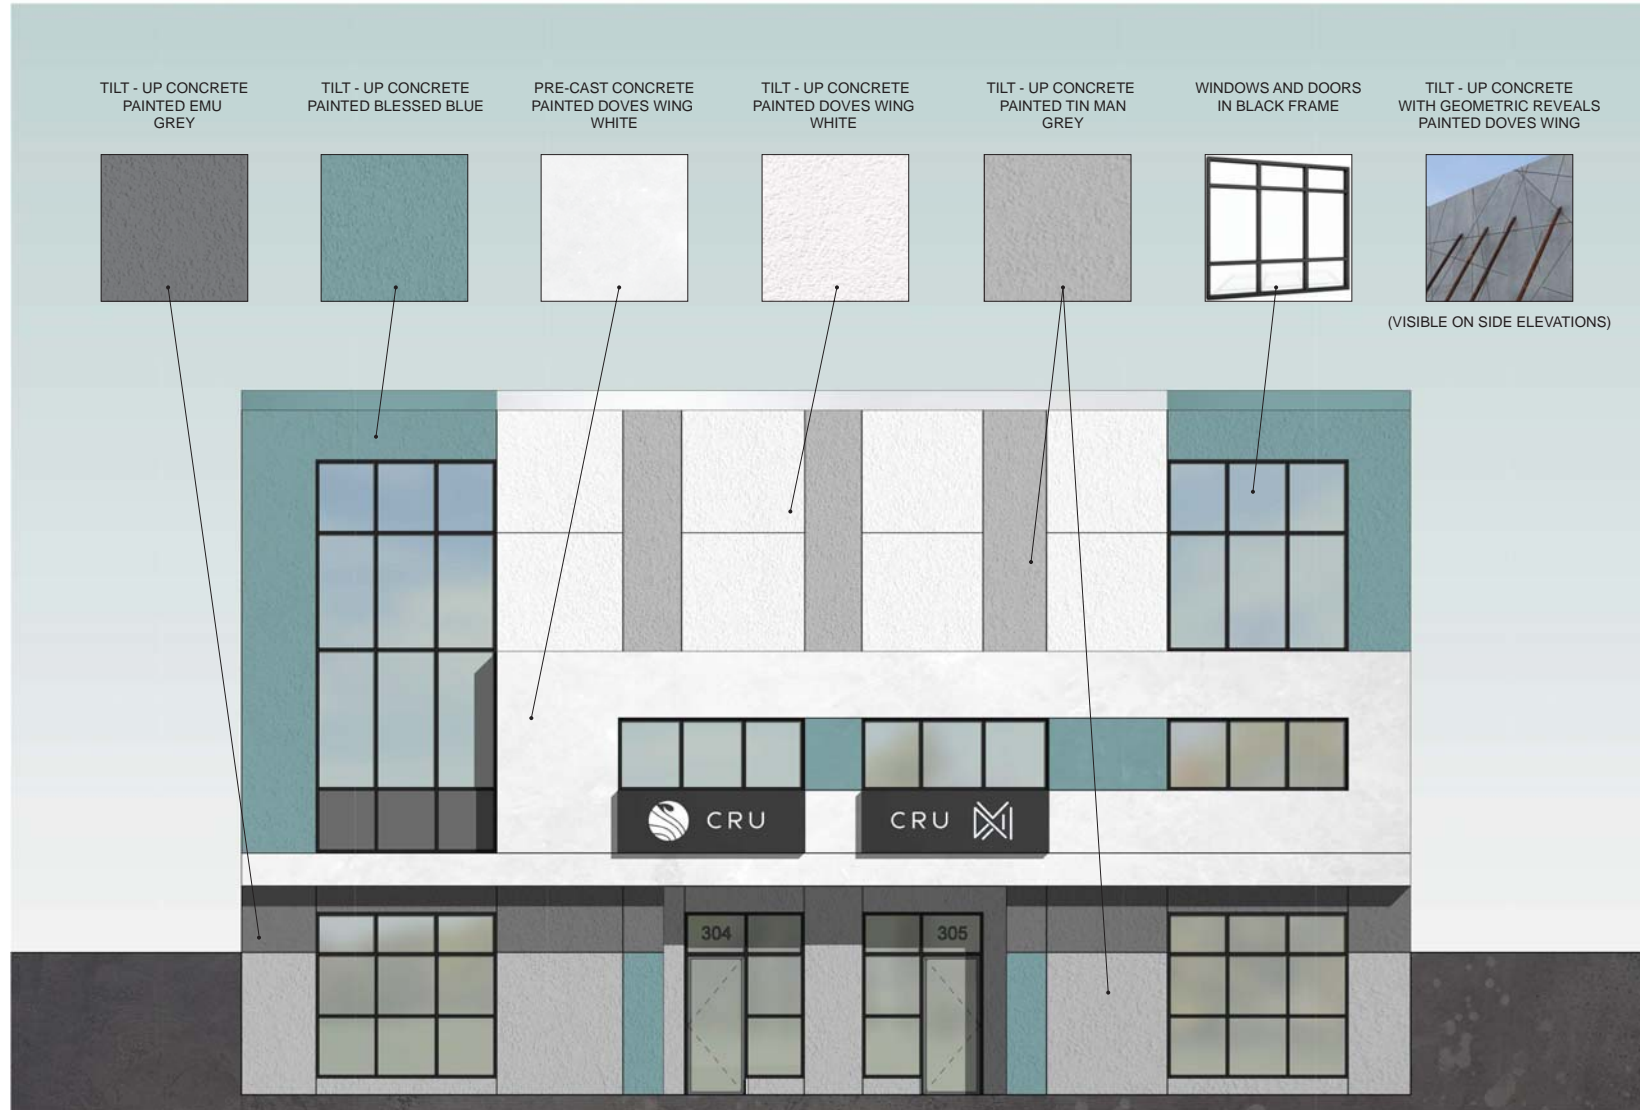 TILT - UP CONCRETE
PAINTED EMU
GREY
TILT - UP CONCRETE
PAINTED BLESSED BLUE
PRE-CAST CONCRETE
PAINTED DOVES WING
WHITE
TILT - UP CONCRETE
PAINTED DOVES WING
WHITE
TILT - UP CONCRETE
PAINTED TIN MAN
GREY
WINDOWS AND DOORS
IN BLACK FRAME
TILT - UP CONCRETE
WITH GEOMETRIC REVEALS
PAINTED DOVES WING
(VISIBLE ON SIDE ELEVATIONS)
CRU
CRU
304
305